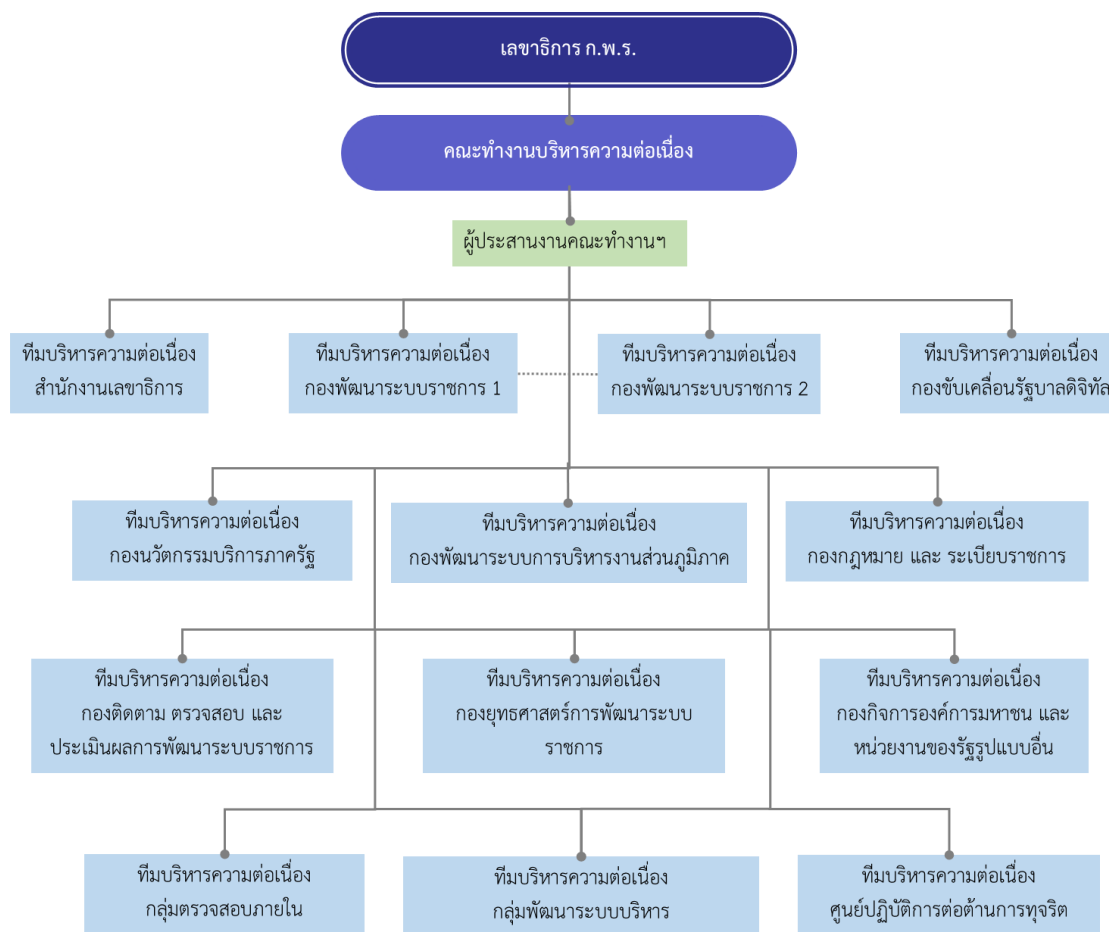 เลขาธิการ ก.พ.ร.
คณะทำงานบริหารความต่อเนื่อง
ผู้ประสานงานคณะทำงานฯ
ทีมบริหารความต่อเนื่อง
สำนักงานเลขาธิการ
ทีมบริหารความต่อเนื่อง
กองพัฒนาระบบราชการ 1
ทีมบริหารความต่อเนื่อง
กองพัฒนาระบบราชการ 2
ทีมบริหารความต่อเนื่อง
กองขับเคลื่อนรัฐบาลดิจิทัล
ทีมบริหารความต่อเนื่อง
กองนวัตกรรมบริการภาครัฐ
ทีมบริหารความต่อเนื่อง
กองพัฒนาระบบการบริหารงานส่วนภูมิภาค
ทีมบริหารความต่อเนื่อง
กองกฎหมาย และ ระเบียบราชการ
ทีมบริหารความต่อเนื่อง
กองติดตาม ตรวจสอบ และ
ประเมินผลการพัฒนาระบบราชการ
ทีมบริหารความต่อเนื่อง
กองยุทธศาสตร์การพัฒนาระบบ
ราชการ
ทีมบริหารความต่อเนื่อง
กองกิจการองค์การมหาชน และ
หน่วยงานของรัฐรูปแบบอื่น
ทีมบริหารความต่อเนื่อง
กลุ่มตรวจสอบภายใน
ทีมบริหารความต่อเนื่อง
กลุ่มพัฒนาระบบบริหาร
ทีมบริหารความต่อเนื่อง
ศูนย์ปฏิบัติการต่อต้านการทุจริต